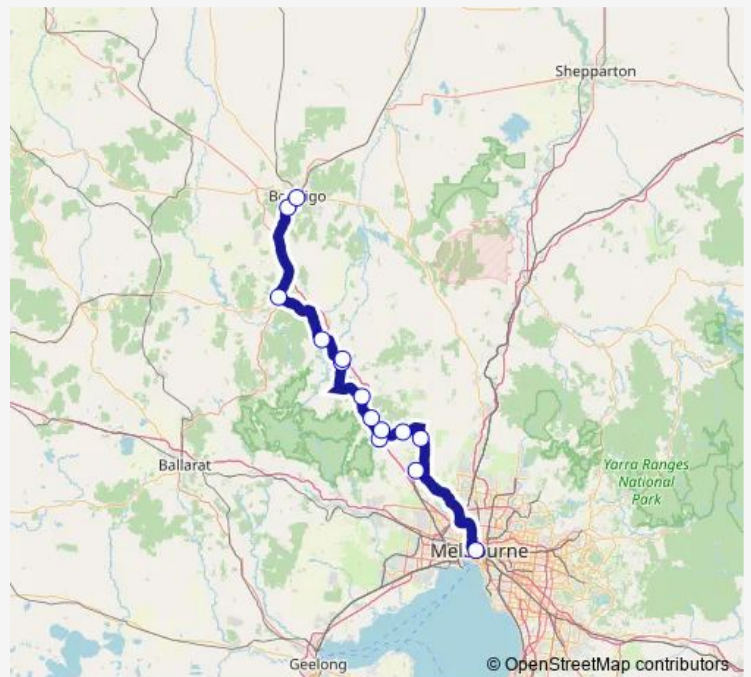 Shepparton
Ballarat
Yarra Ranges
National
Park
Geelong
© OpenStreetMap contributors